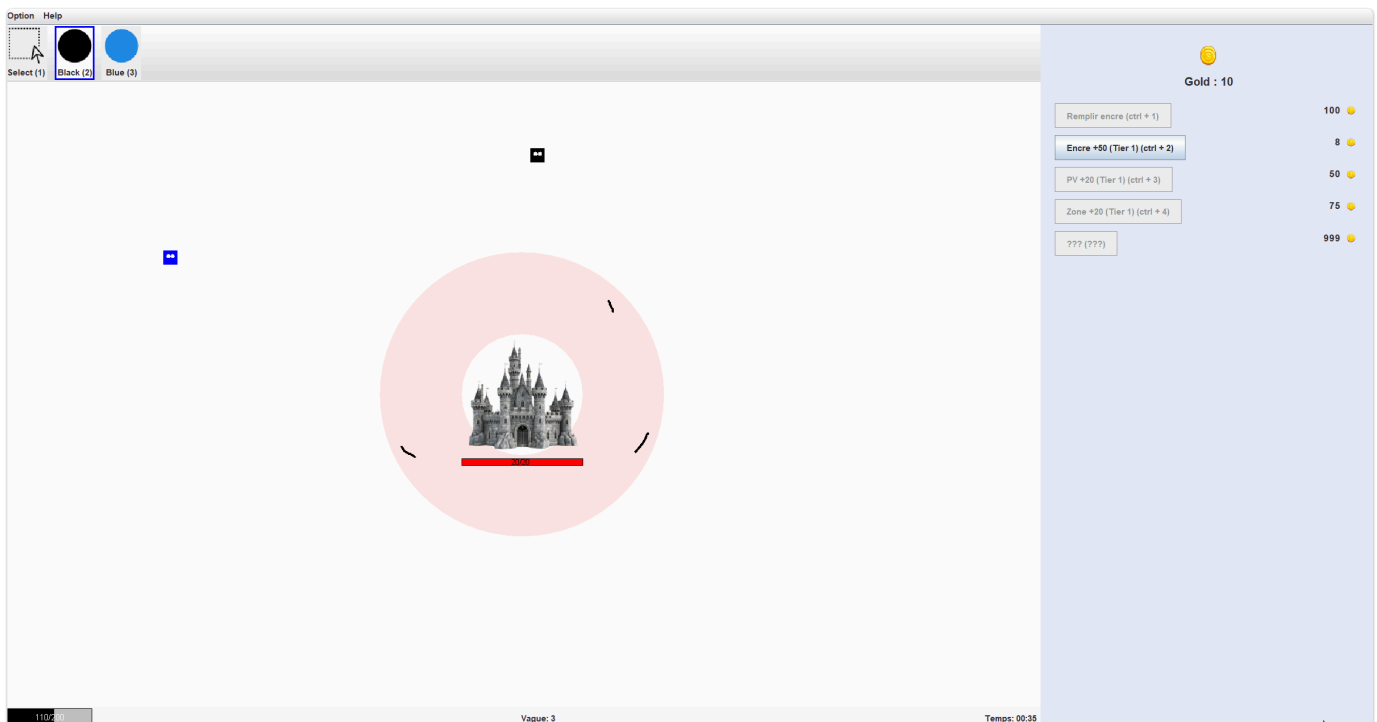 Option Help
Select (1) Black (2) Blue (3)
Gold : 10
Remplir encre (ctrl + 1) 100
Encre +50 (Tier 1) (ctrl + 2) 8
PV +20 (Tier 1) (ctrl + 3) 50
Zone +20 (Tier 1) (ctrl + 4) 75
??? (???) 999
20/20
110/200 Vague: 3 Temps: 00:35